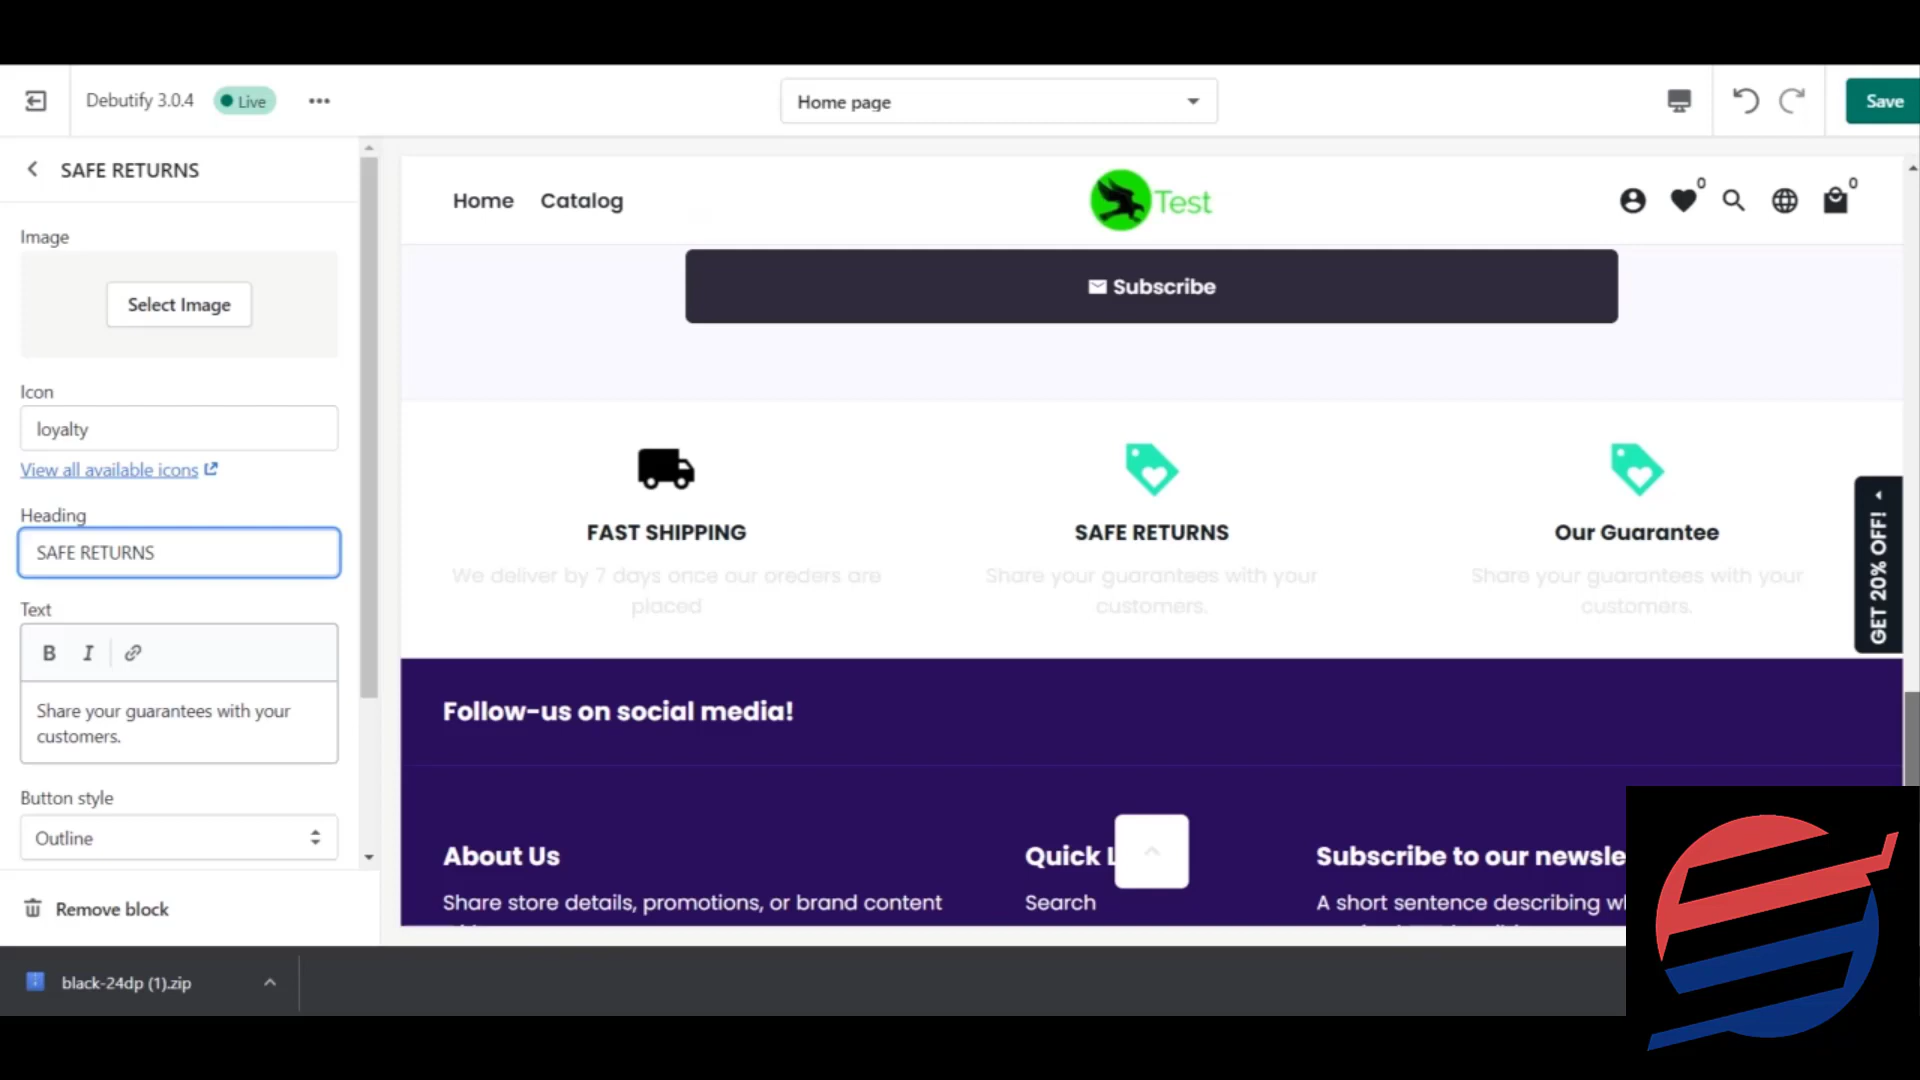 Debutify 3.0.4
Live
Home page
Save
SAFE RETURNS
Image
Select Image
Icon
loyalty
View all available icons
Heading
SAFE RETURNS
Text
B I
Share your guarantees with your
customers.
Button style
Outline
Remove block
Home
Catalog
Test
0
0
Subscribe
FAST SHIPPING
We deliver by 7 days once our oreders are
placed
SAFE RETURNS
Share your guarantees with your
customers.
Our Guarantee
Share your guarantees with your
customers.
GET 20% OFF!
Follow-us on social media!
About Us
Share store details, promotions, or brand content
Quick L
Search
Subscribe to our newsle
A short sentence describing
black-24dp (1).zip